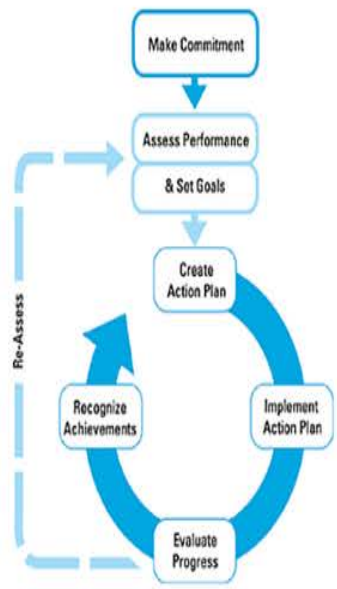 Make Commitment
Assess Performance
& Set Goals
Create
Action Plan
Implement
Action Plan
Evaluate
Progress
Recognize
Achievements
Re-Assess